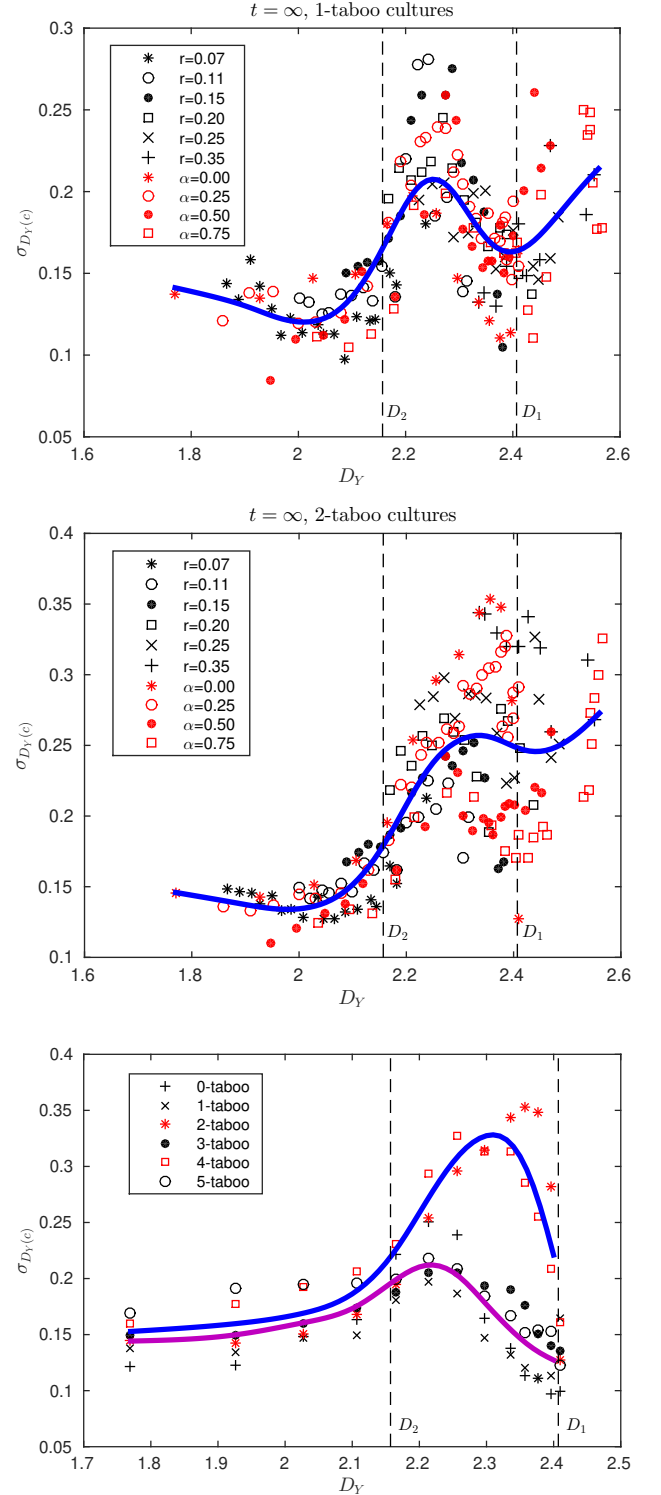 t = ∞, 1-taboo cultures
0.3
0.25
0.2
0.15
0.1
0.05
σ_{D_Y(c)}
r=0.07
r=0.11
r=0.15
r=0.20
r=0.25
r=0.35
α=0.00
α=0.25
α=0.50
α=0.75
D_2
D_1
1.6 1.8 2 2.2 2.4 2.6
D_Y
t = ∞, 2-taboo cultures
0.4
0.35
0.3
0.25
0.2
0.15
0.1
σ_{D_Y(c)}
r=0.07
r=0.11
r=0.15
r=0.20
r=0.25
r=0.35
α=0.00
α=0.25
α=0.50
α=0.75
D_2
D_1
1.6 1.8 2 2.2 2.4 2.6
D_Y
0.4
0.35
0.3
0.25
0.2
0.15
0.1
0.05
σ_{D_Y(c)}
0-taboo
1-taboo
2-taboo
3-taboo
4-taboo
5-taboo
D_2
D_1
1.7 1.8 1.9 2 2.1 2.2 2.3 2.4 2.5
D_Y